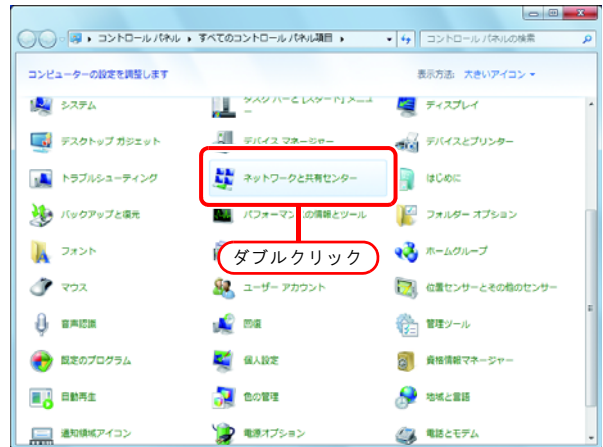 コントロール パネル ▸ すべてのコントロール パネル項目 ▸
コントロール パネルの検索
コンピューターの設定を調整します
表示方法: 大きいアイコン
システム
タスク バーと [スタート] メニュー
ディスプレイ
デスクトップ ガジェット
デバイス マネージャー
デバイスとプリンター
トラブルシューティング
ネットワークと共有センター
はじめに
バックアップと復元
パフォーマンスの情報とツール
フォルダー オプション
フォント
ダブルクリック
ホームグループ
マウス
ユーザー アカウント
位置センサーとその他のセンサー
音声認識
回復
管理ツール
既定のプログラム
個人設定
資格情報マネージャー
自動再生
色の管理
地域と言語
通知領域アイコン
電源オプション
電話とモデム